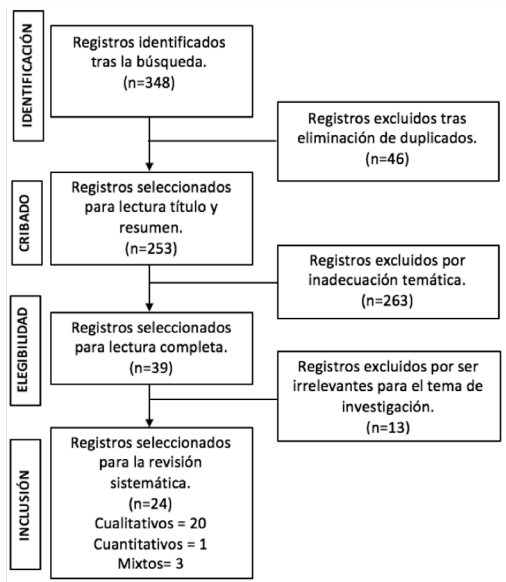 IDENTIFICACIÓN
Registros identificados
tras la búsqueda.
(n=348)
Registros excluidos tras
eliminación de duplicados.
(n=46)
CRIBADO
Registros seleccionados
para lectura título y
resumen.
(n=253)
Registros excluidos por
inadecuación temática.
(n=263)
ELEGIBILIDAD
Registros seleccionados
para lectura completa.
(n=39)
Registros excluidos por ser
irrelevantes para el tema de
investigación.
(n=13)
INCLUSIÓN
Registros seleccionados
para la revisión
sistemática.
(n=24)
Cualitativos = 20
Cuantitativos = 1
Mixtos= 3